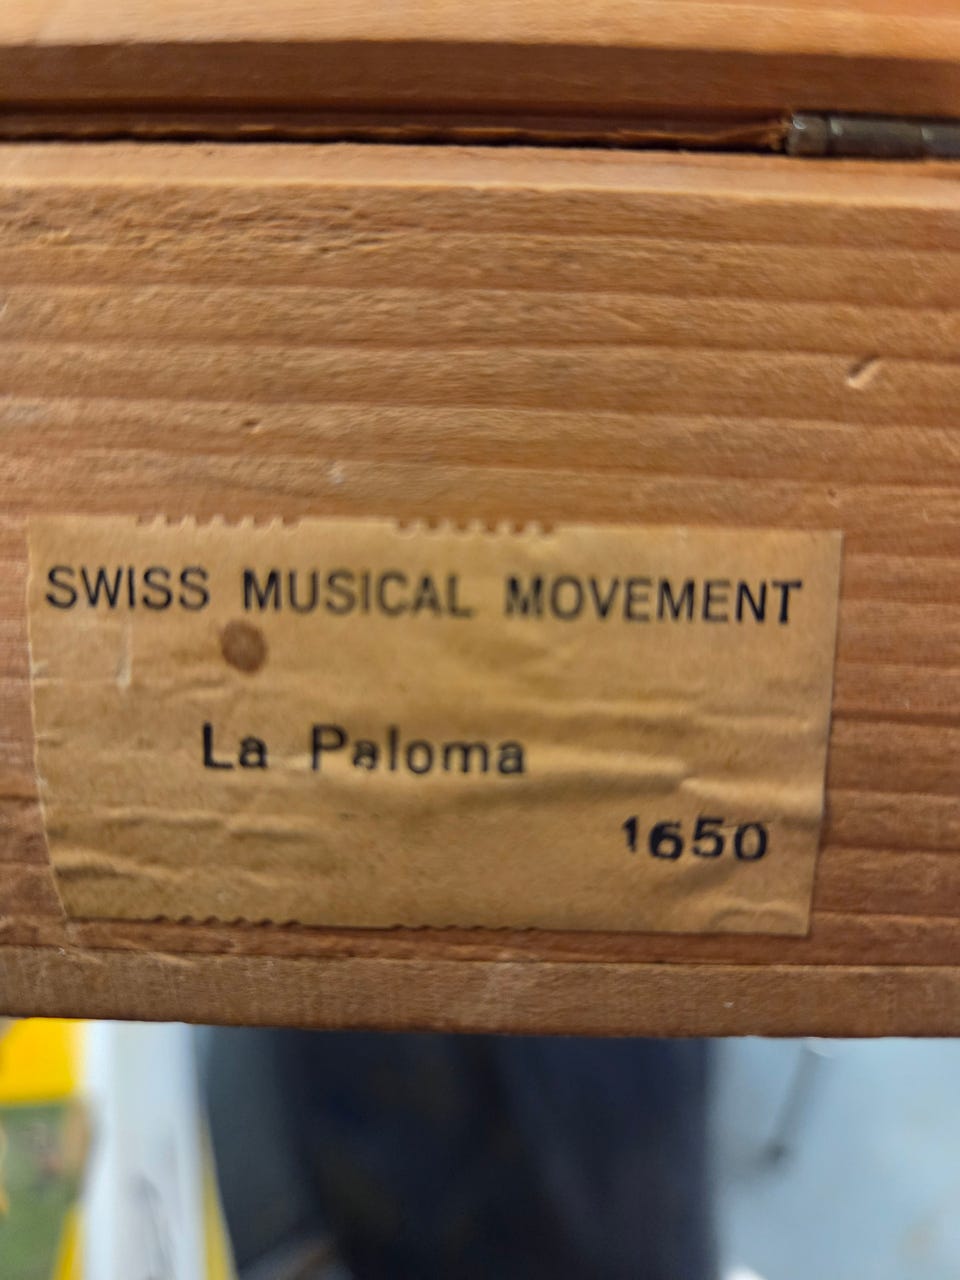 SWISS MUSICAL MOVEMENT
La Paloma
1650